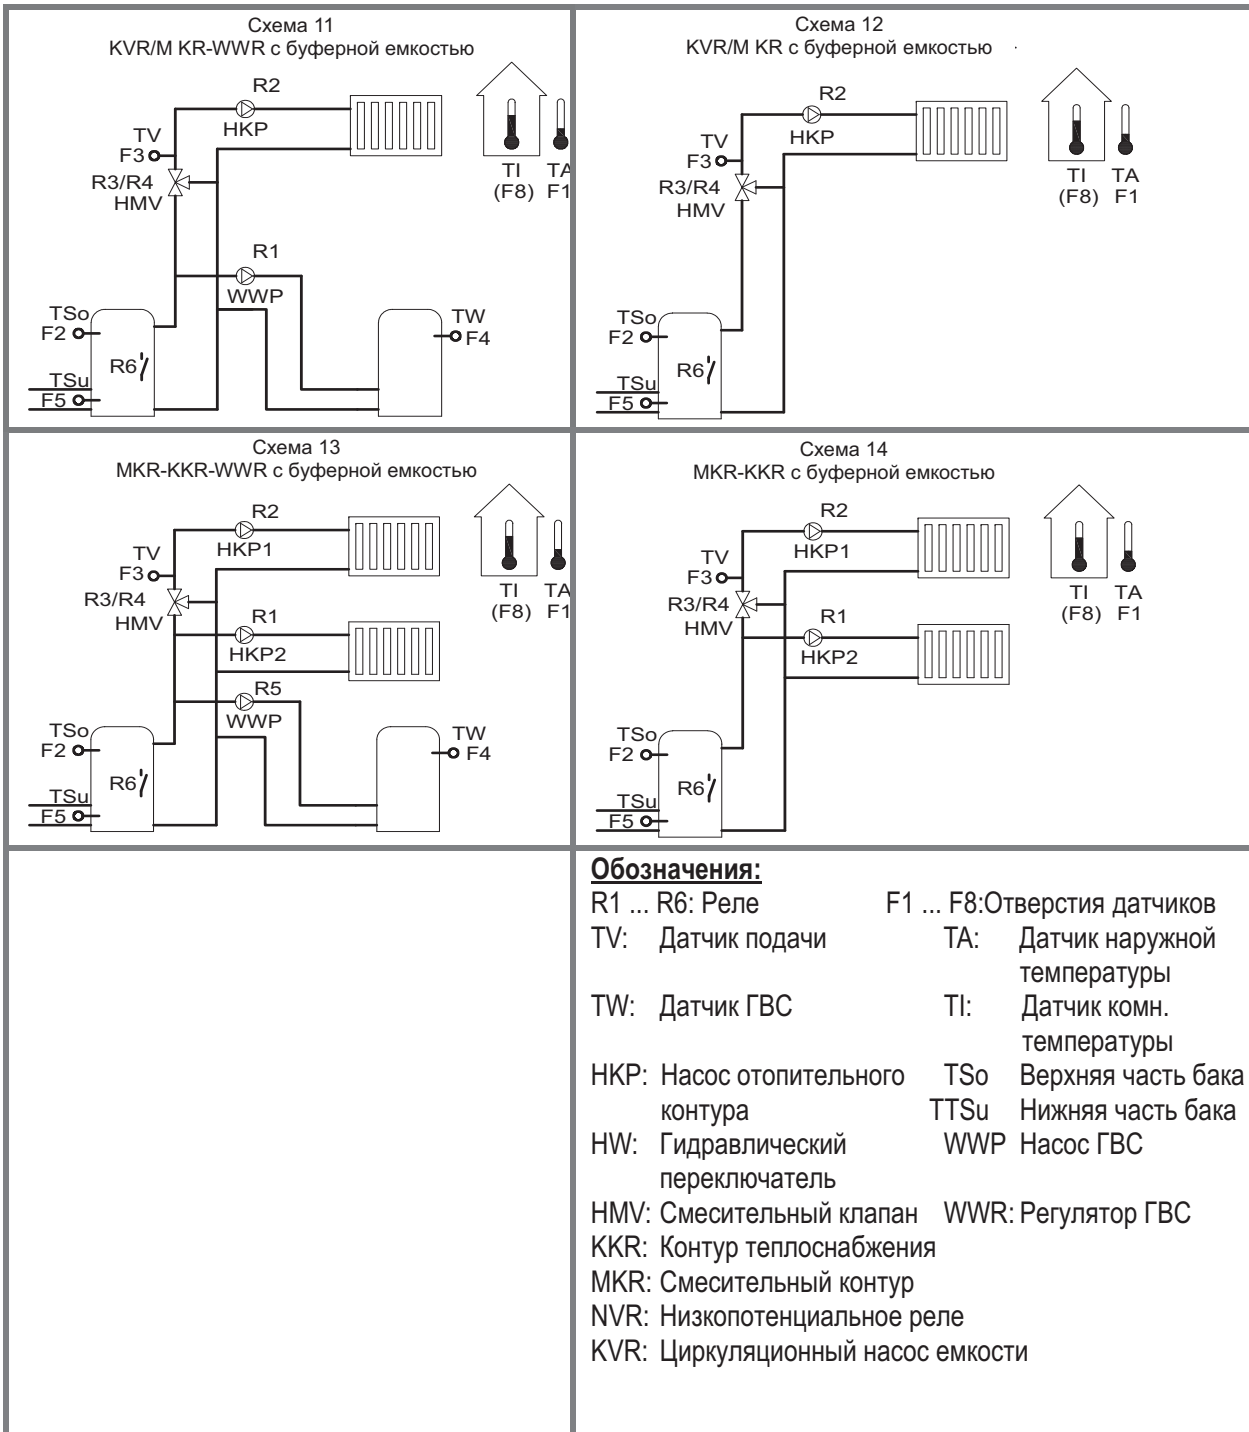 Схема 11
KVR/M KR-WWR с буферной емкостью
R2
HKP
TV
F3
R3/R4
HMV
TI
(F8)
TA
F1
R1
WWP
TSo
F2
R6
TSu
F5
TW
F4
Схема 12
KVR/M KR с буферной емкостью
R2
HKP
TV
F3
R3/R4
HMV
TI
(F8)
TA
F1
TSo
F2
R6
TSu
F5
Схема 13
MKR-KKR-WWR с буферной емкостью
R2
HKP1
TV
F3
R3/R4
HMV
TI
(F8)
TA
F1
R1
HKP2
R5
WWP
TSo
F2
R6
TSu
F5
TW
F4
Схема 14
MKR-KKR с буферной емкостью
R2
HKP1
TV
F3
R3/R4
HMV
TI
(F8)
TA
F1
R1
HKP2
TSo
F2
R6
TSu
F5
Обозначения:
R1 ... R6: Реле F1 ... F8:Отверстия датчиков
TV: Датчик подачи TA: Датчик наружной
температуры
TW: Датчик ГВС TI: Датчик комн.
температуры
HKP: Насос отопительного TSo Верхняя часть бака
контура TTSu Нижняя часть бака
HW: Гидравлический WWP Насос ГВС
переключатель
HMV: Смесительный клапан WWR: Регулятор ГВС
KKR: Контур теплоснабжения
MKR: Смесительный контур
NVR: Низкопотенциальное реле
KVR: Циркуляционный насос емкости